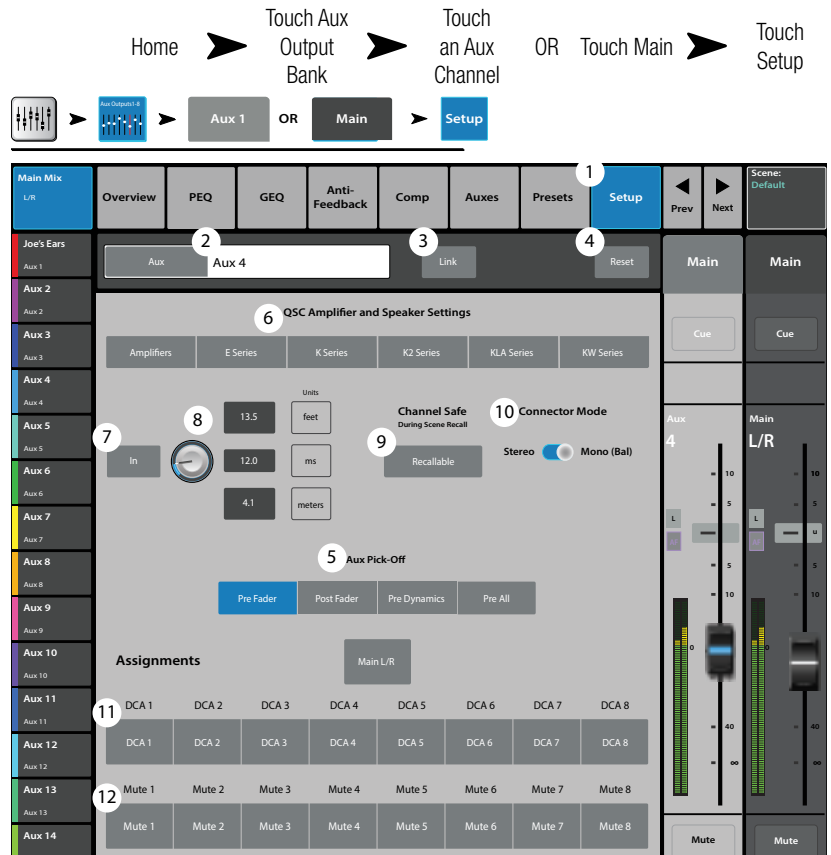 Home
Touch Aux
Output
Bank
Touch
an Aux
Channel
OR
Touch Main
Touch
Setup
Aux Outputs1-8
Aux 1
OR
Main
Setup
Main Mix
L/R
Overview
PEQ
GEQ
Anti-
Feedback
Comp
Auxes
Presets
1
Setup
Prev
Next
Scene:
Default
Joe's Ears
Aux 1
Aux 2
Aux 2
Aux 3
Aux 3
Aux 4
Aux 4
Aux 5
Aux 5
Aux 6
Aux 6
Aux 7
Aux 7
Aux 8
Aux 8
Aux 9
Aux 9
Aux 10
Aux 10
Aux 11
Aux 11
Aux 12
Aux 12
Aux 13
Aux 13
Aux 14
2
Aux
Aux 4
3
Link
4
Reset
6
QSC Amplifier and Speaker Settings
Amplifiers
E Series
K Series
K2 Series
KLA Series
KW Series
7
In
8
Units
13.5
feet
12.0
ms
4.1
meters
Channel Safe
During Scene Recall
9
Recallable
10
Connector Mode
Stereo
Mono (Bal)
5
Aux Pick-Off
Pre Fader
Post Fader
Pre Dynamics
Pre All
Assignments
Main L/R
11
DCA 1
DCA 2
DCA 3
DCA 4
DCA 5
DCA 6
DCA 7
DCA 8
DCA 1
DCA 2
DCA 3
DCA 4
DCA 5
DCA 6
DCA 7
DCA 8
12
Mute 1
Mute 2
Mute 3
Mute 4
Mute 5
Mute 6
Mute 7
Mute 8
Mute 1
Mute 2
Mute 3
Mute 4
Mute 5
Mute 6
Mute 7
Mute 8
Main
Cue
Aux
4
10
5
L
5
10
0
40
∞
Mute
Main
Cue
Main
L/R
10
5
L
u
5
10
0
40
∞
Mute